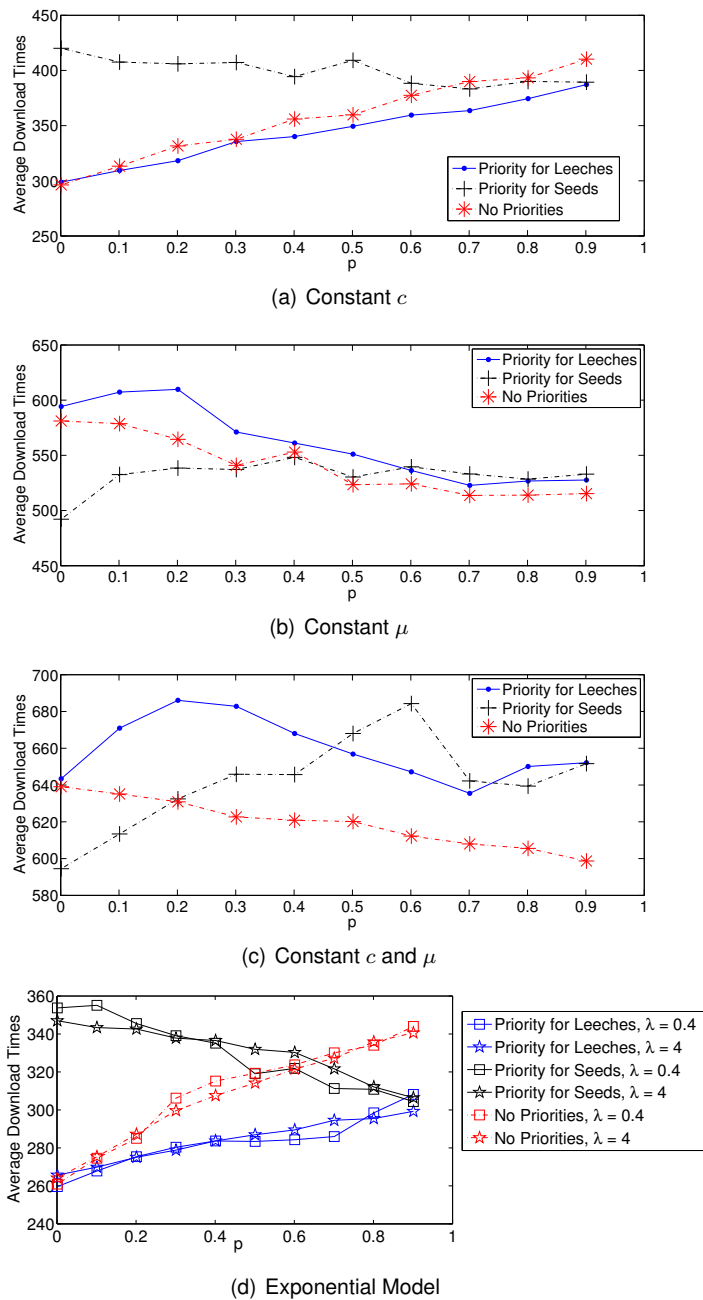 450
400
350
300
250
Average Download Times
Priority for Leeches
Priority for Seeds
No Priorities
0 0.1 0.2 0.3 0.4 0.5 0.6 0.7 0.8 0.9 1
p
(a) Constant c
650
600
550
500
450
Average Download Times
Priority for Leeches
Priority for Seeds
No Priorities
0 0.1 0.2 0.3 0.4 0.5 0.6 0.7 0.8 0.9 1
p
(b) Constant μ
700
680
660
640
620
600
580
Average Download Times
Priority for Leeches
Priority for Seeds
No Priorities
0 0.1 0.2 0.3 0.4 0.5 0.6 0.7 0.8 0.9 1
p
(c) Constant c and μ
360
340
320
300
280
260
240
Average Download Times
Priority for Leeches, λ = 0.4
Priority for Leeches, λ = 4
Priority for Seeds, λ = 0.4
Priority for Seeds, λ = 4
No Priorities, λ = 0.4
No Priorities, λ = 4
0 0.2 0.4 0.6 0.8 1
p
(d) Exponential Model